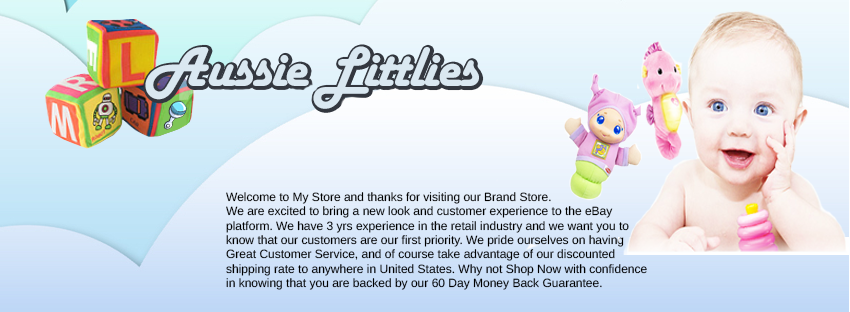 Aussie Littlies
Welcome to My Store and thanks for visiting our Brand Store.
We are excited to bring a new look and customer experience to the eBay
platform. We have 3 yrs experience in the retail industry and we want you to
know that our customers are our first priority. We pride ourselves on having
Great Customer Service, and of course take advantage of our discounted
shipping rate to anywhere in United States. Why not Shop Now with confidence
in knowing that you are backed by our 60 Day Money Back Guarantee.
L
M
R